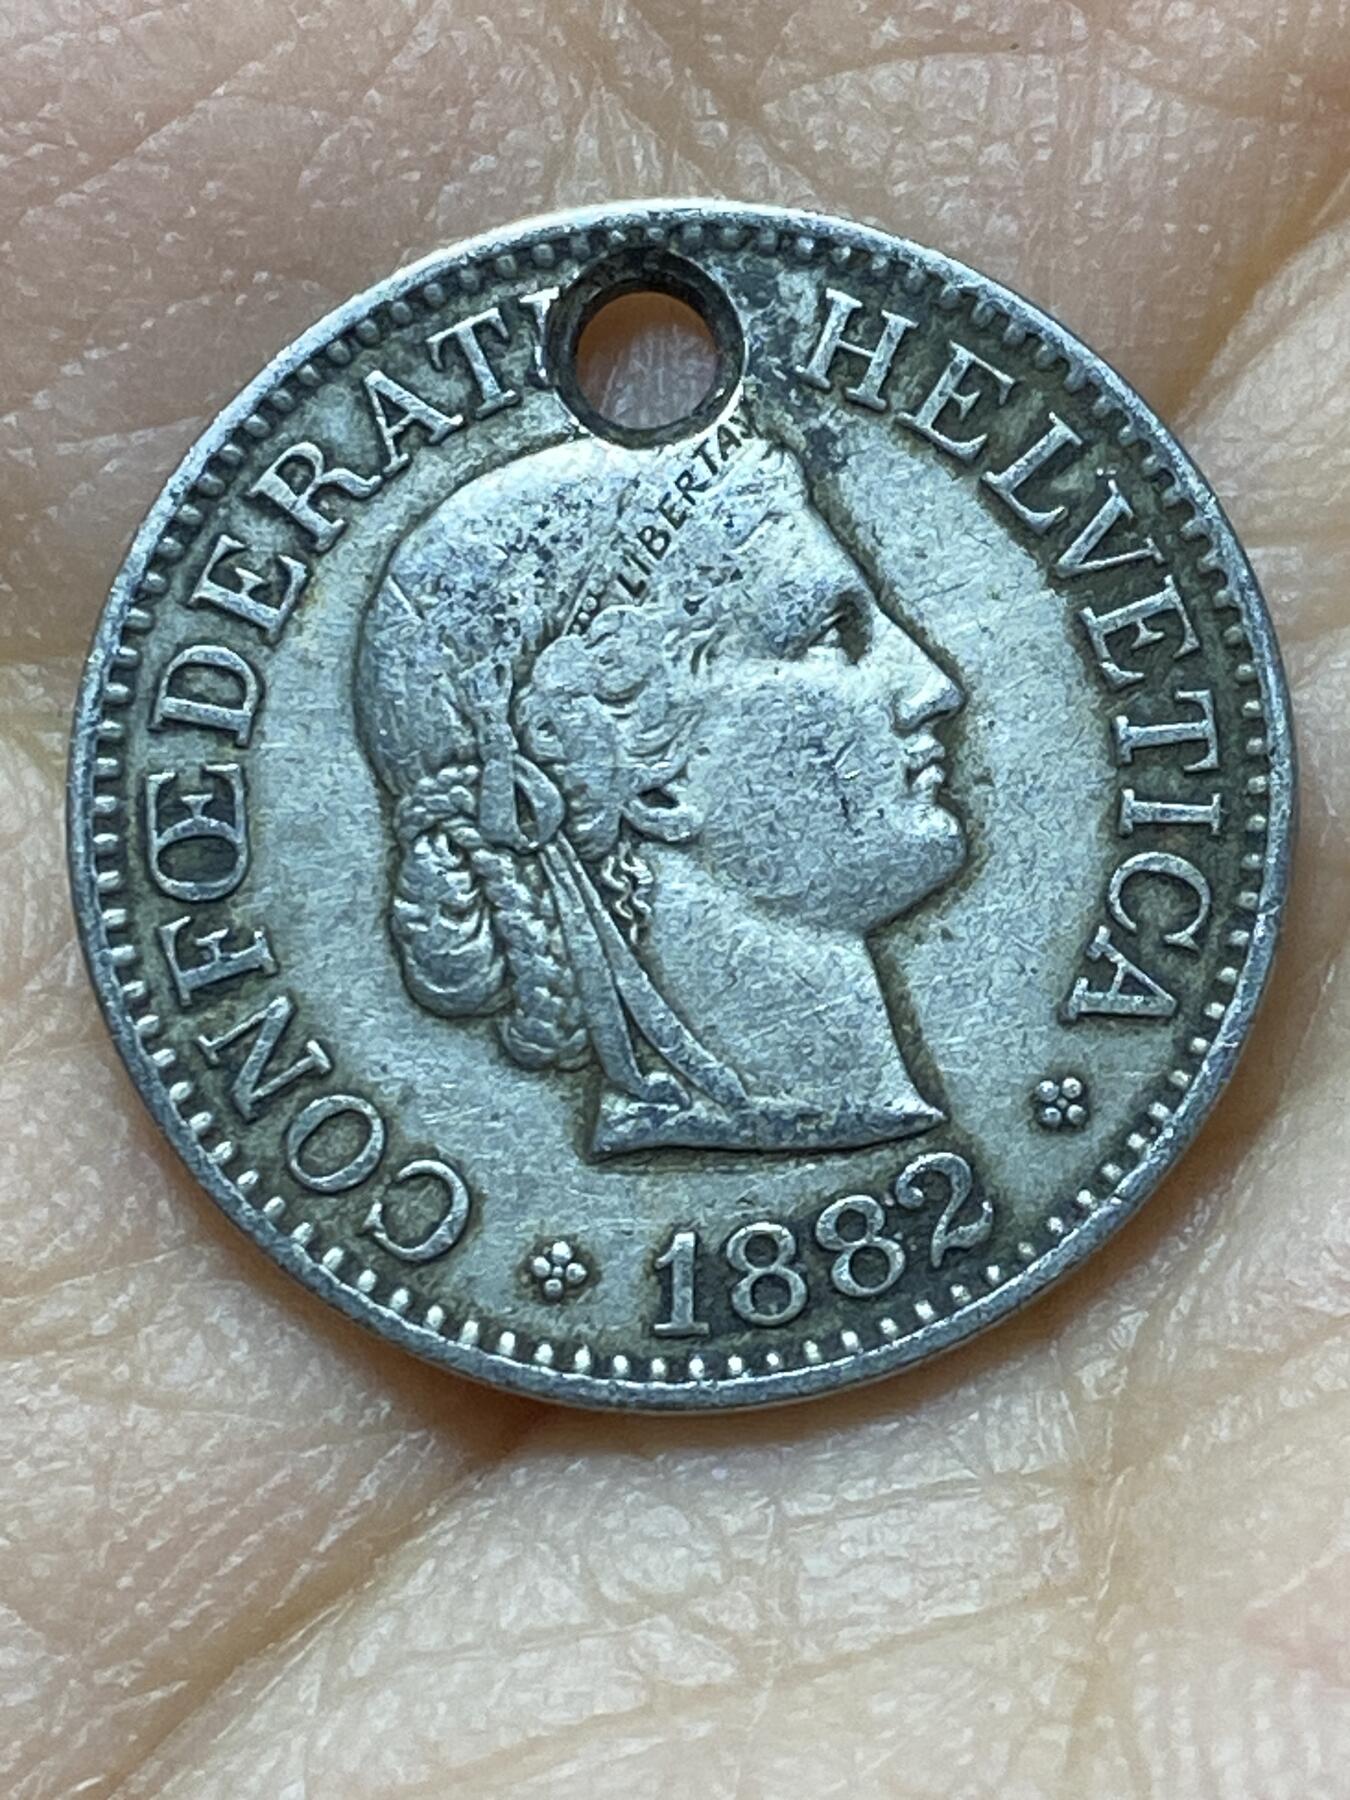 CONFŒDERATI HELVETICA
LIBERTAS
1882